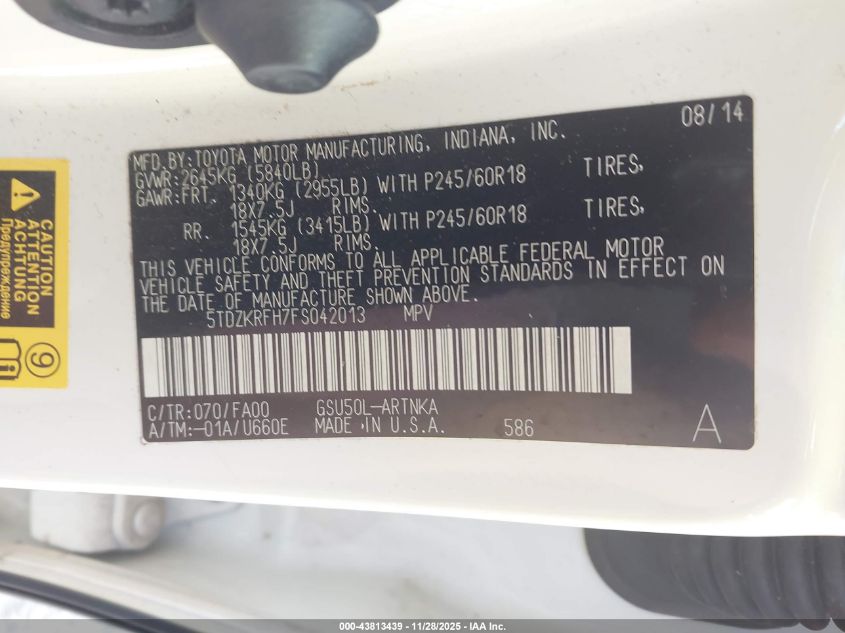 08/14
MFD.BY:TOYOTA MOTOR MANUFACTURING, INDIANA, INC.
GVWR:2645KG (5840LB)
GAWR:FRT. 1340KG (2955LB) WITH P245/60R18 TIRES,
18X7.5J RIMS.
RR. 1545KG (3415LB) WITH P245/60R18 TIRES,
18X7.5J RIMS.
THIS VEHICLE CONFORMS TO ALL APPLICABLE FEDERAL MOTOR
VEHICLE SAFETY AND THEFT PREVENTION STANDARDS IN EFFECT ON
THE DATE OF MANUFACTURE SHOWN ABOVE.
5TDZKRFH7FS042013 MPV
C/TR:070/FA00 GSU50L-ARTNKA
A/TM:-01A/U660E MADE IN U.S.A. 586 A
CAUTION
ATTENTION
ACHTUNG
Предупреждение
9
000-43813439 - 11/28/2025 - IAA Inc.